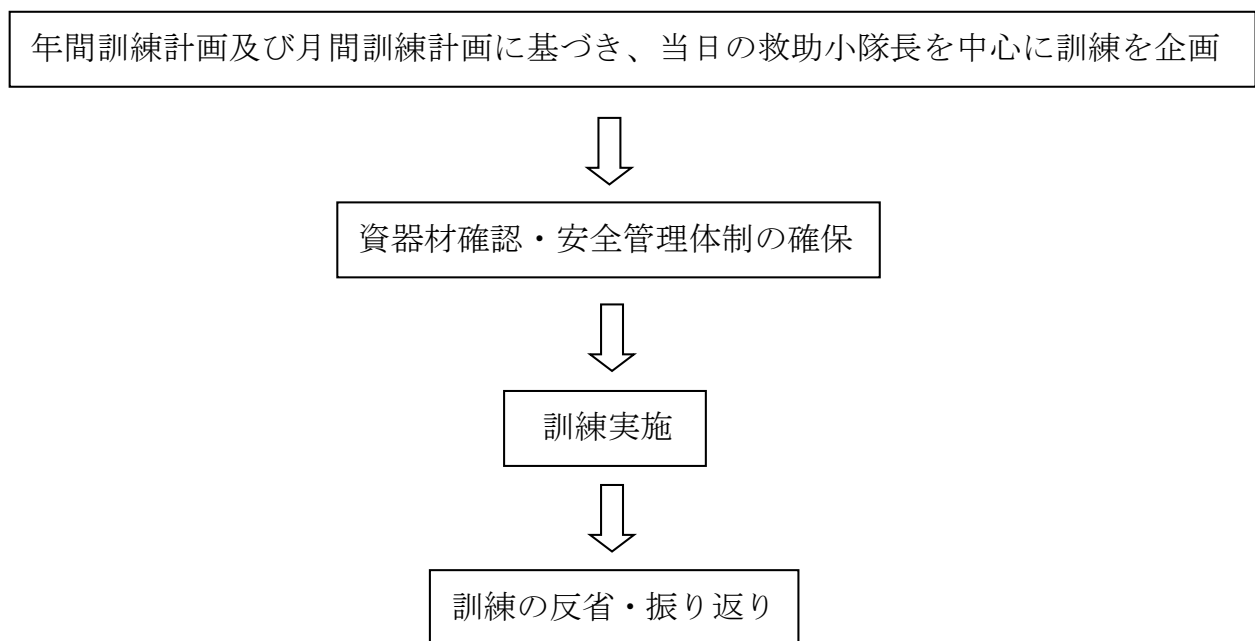 年間訓練計画及び月間訓練計画に基づき、当日の救助小隊長を中心に訓練を企画
資器材確認・安全管理体制の確保
訓練実施
訓練の反省・振り返り